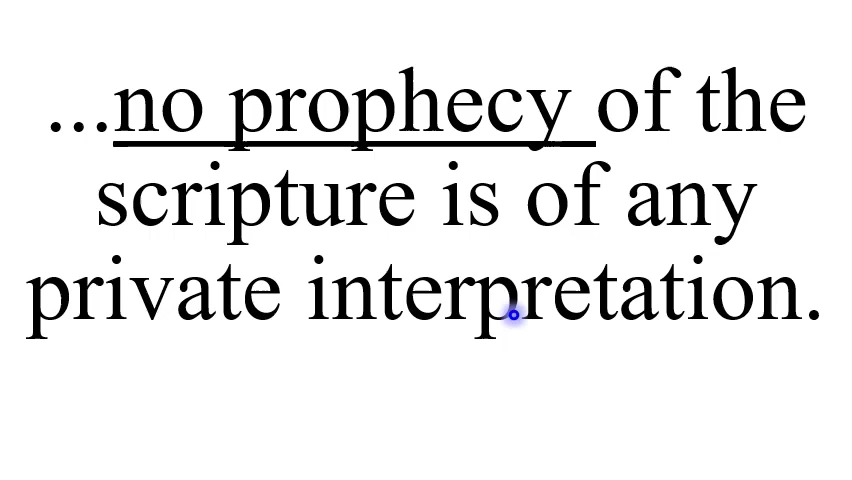 ...no prophecy of the
scripture is of any
private interpretation.